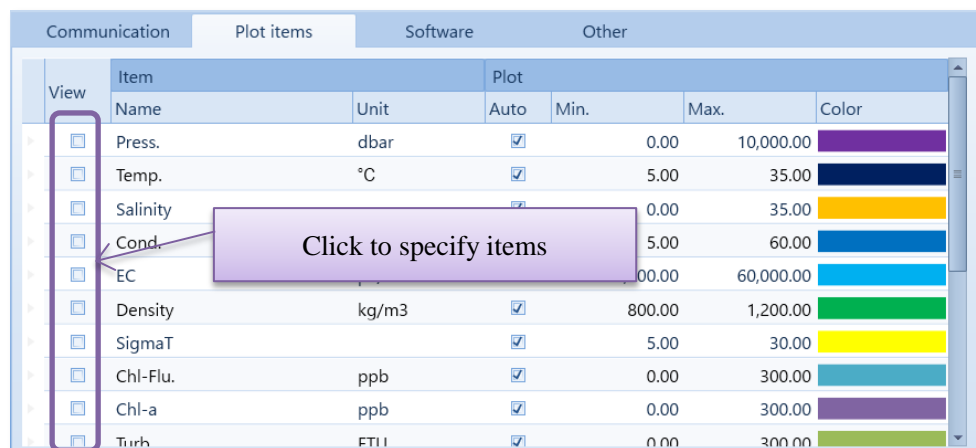 Communication Plot items Software Other
View Item Plot
Name Unit Auto Min. Max. Color
Press. dbar 0.00 10,000.00
Temp. °C 5.00 35.00
Salinity 0.00 35.00
Cond. 5.00 60.00
Click to specify items
EC 60,000.00
Density kg/m3 800.00 1,200.00
SigmaT 5.00 30.00
Chl-Flu. ppb 0.00 300.00
Chl-a ppb 0.00 300.00
Turb. FTU 0.00 300.00